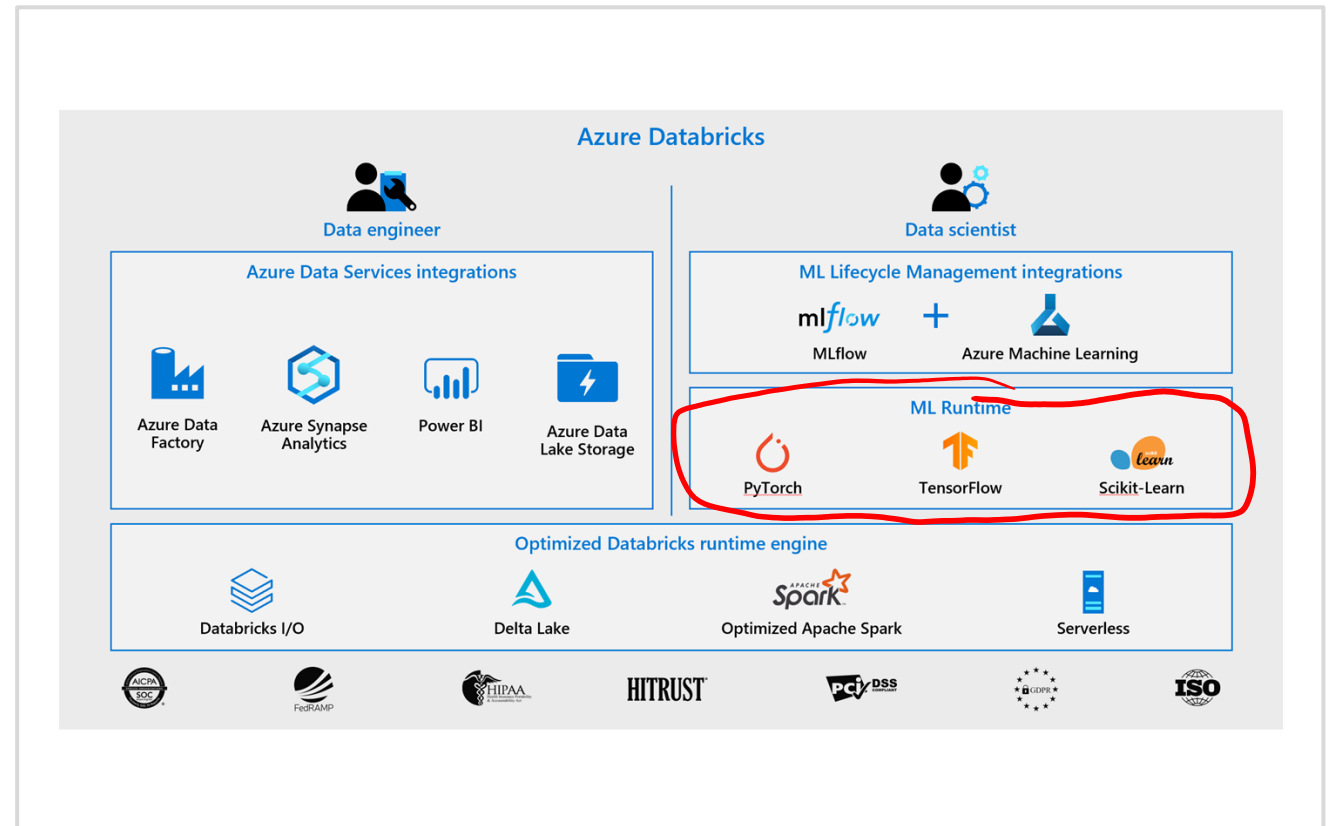 Azure Databricks
Data engineer
Data scientist
Azure Data Services integrations
Azure Data
Factory
Azure Synapse
Analytics
Power BI
Azure Data
Lake Storage
ML Lifecycle Management integrations
mlflow
+
MLflow
Azure Machine Learning
ML Runtime
PyTorch
TensorFlow
learn
Scikit-Learn
Optimized Databricks runtime engine
Databricks I/O
Delta Lake
APACHE
Spark
Optimized Apache Spark
Serverless
AICPA
SOC
FedRAMP
HIPAA
HITRUST
PCI DSS
COMPLIANT
GDPR
ISO